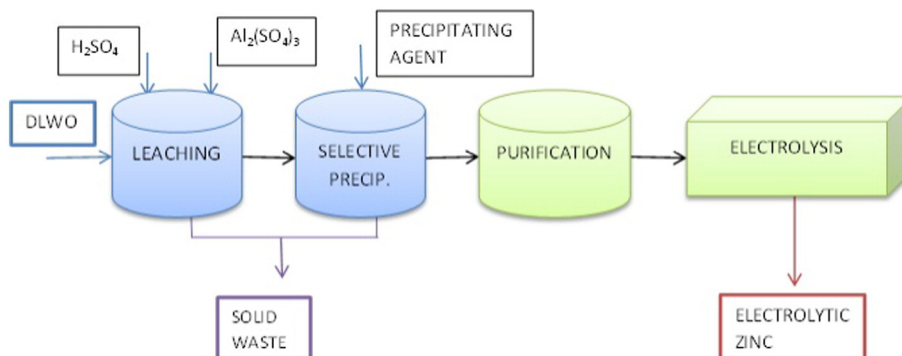 H₂SO₄
Al₂(SO₄)₃
PRECIPITATING
AGENT
DLWO
LEACHING
SELECTIVE
PRECIP.
PURIFICATION
ELECTROLYSIS
SOLID
WASTE
ELECTROLYTIC
ZINC